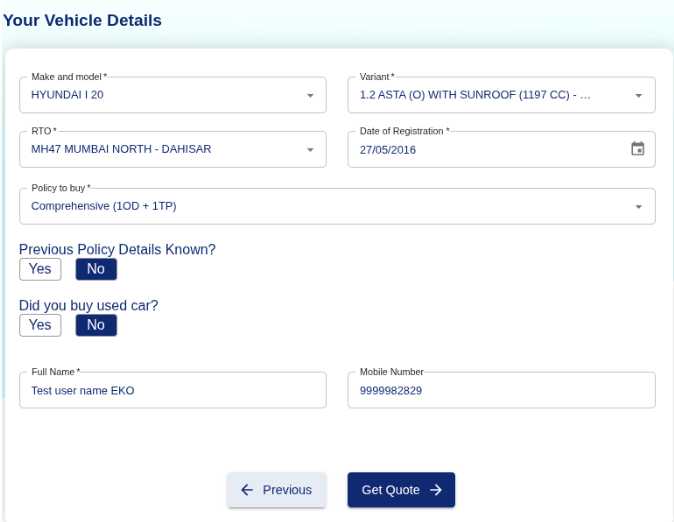 Your Vehicle Details
Make and model *
Variant *
HYUNDAI I 20
1.2 ASTA (O) WITH SUNROOF (1197 CC) - ...
RTO *
Date of Registration *
MH47 MUMBAI NORTH - DAHISAR
27/05/2016
Policy to buy *
Comprehensive (1OD + 1TP)
Previous Policy Details Known?
Yes No
Did you buy used car?
Yes No
Full Name *
Mobile Number
Test user name EKO
9999982829
Previous
Get Quote